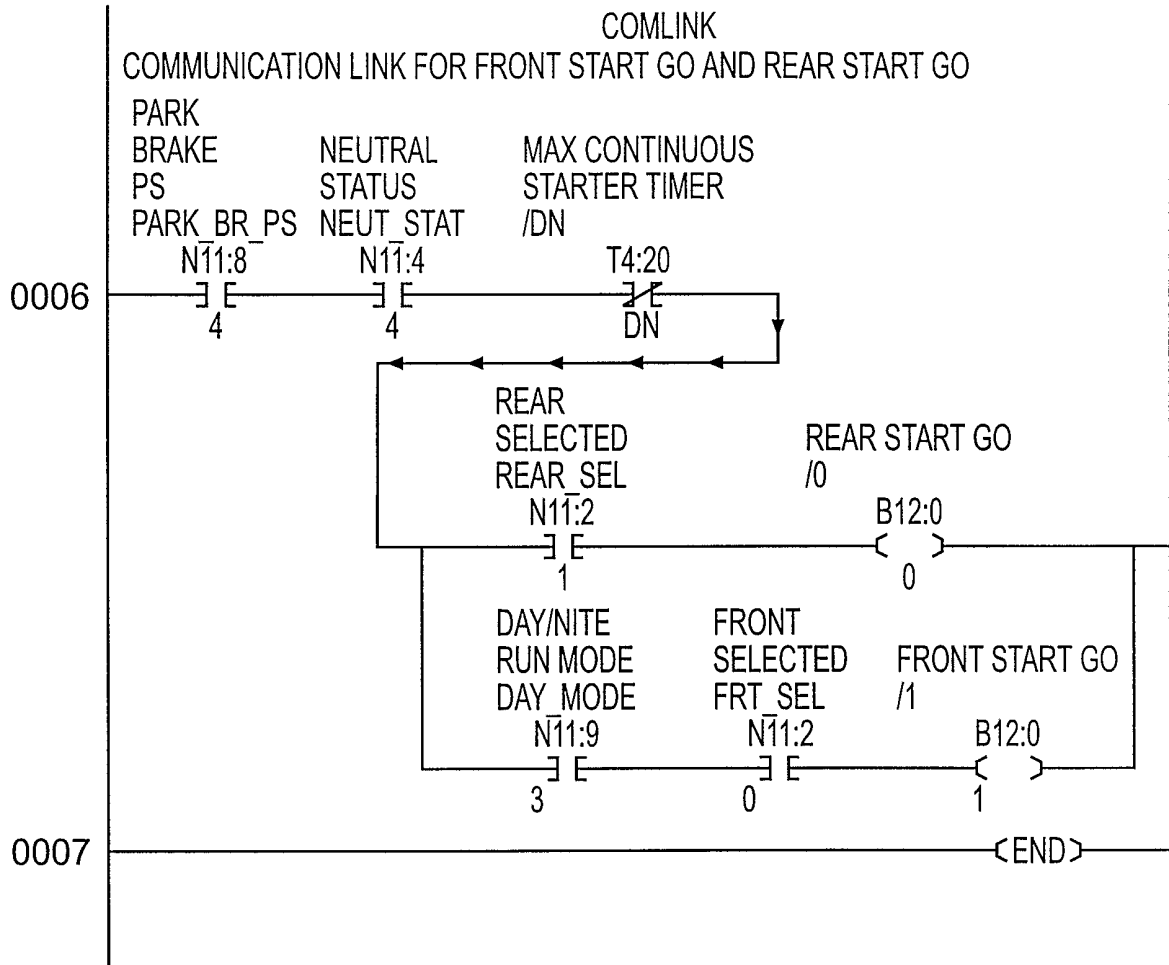 COMLINK
COMMUNICATION LINK FOR FRONT START GO AND REAR START GO
PARK
BRAKE NEUTRAL MAX CONTINUOUS
PS STATUS STARTER TIMER
PARK_BR_PS NEUT_STAT /DN
N11:8 N11:4 T4:20
0006
4 4 DN
REAR
SELECTED REAR START GO
REAR_SEL /0
N11:2 B12:0
1 0
DAY/NITE FRONT
RUN MODE SELECTED FRONT START GO
DAY_MODE FRT_SEL /1
N11:9 N11:2 B12:0
3 0 1
0007 END